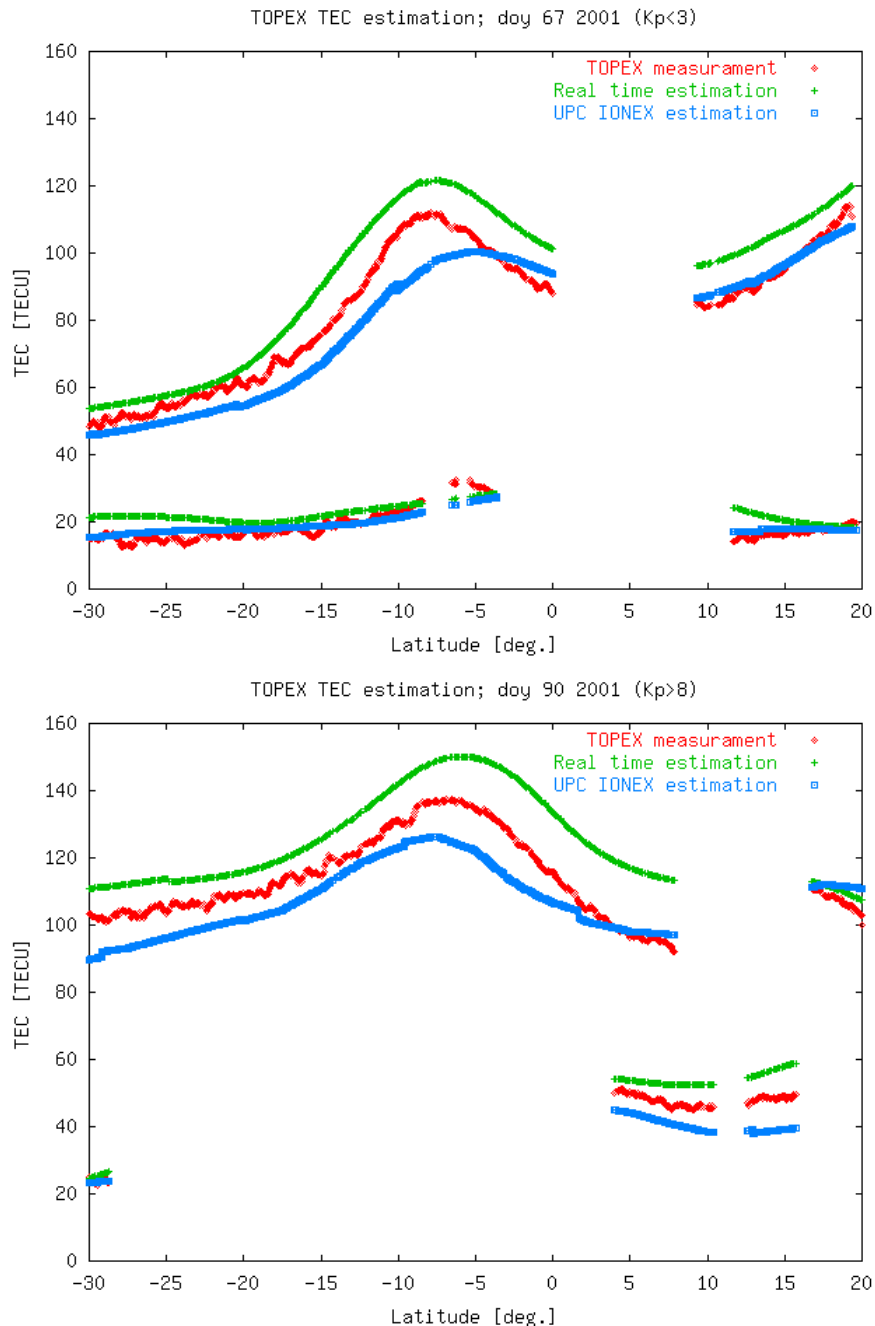 TOPEX TEC estimation; doy 67 2001 (Kp<3)
160
140
120
100
80
60
40
20
0
TEC [TECU]
TOPEX measurament
Real time estimation
UPC IONEX estimation
-30 -25 -20 -15 -10 -5 0 5 10 15 20
Latitude [deg.]
TOPEX TEC estimation; doy 90 2001 (Kp>8)
160
140
120
100
80
60
40
20
0
TEC [TECU]
TOPEX measurament
Real time estimation
UPC IONEX estimation
-30 -25 -20 -15 -10 -5 0 5 10 15 20
Latitude [deg.]